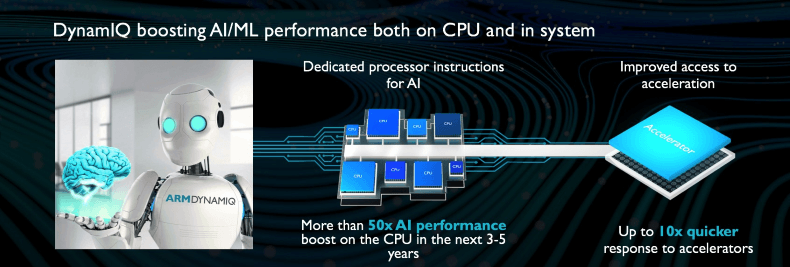 DynamIQ boosting AI/ML performance both on CPU and in system
Dedicated processor instructions
for AI
Improved access to
acceleration
ARMDYNAMIQ
CPU
CPU
CPU
CPU
CPU
CPU
CPU
CPU
Accelerator
More than 50x AI performance
boost on the CPU in the next 3-5
years
Up to 10x quicker
response to accelerators